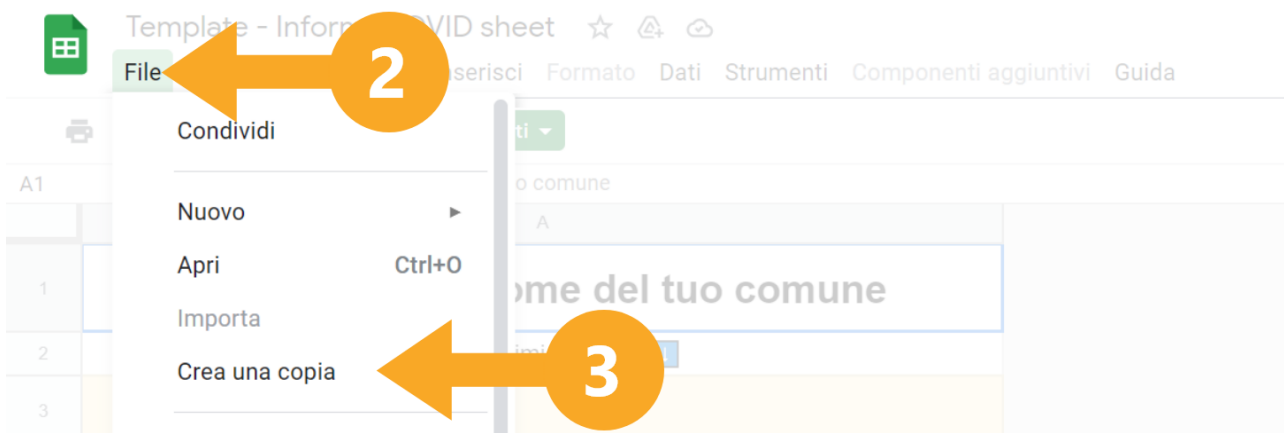 Template - Inform VID sheet
File 2 Formato Dati Strumenti Componenti aggiuntivi Guida
Condividi
ti
A1 comune
Nuovo
A
Apri Ctrl+O
1 ome del tuo comune
Importa
2
Crea una copia 3
3